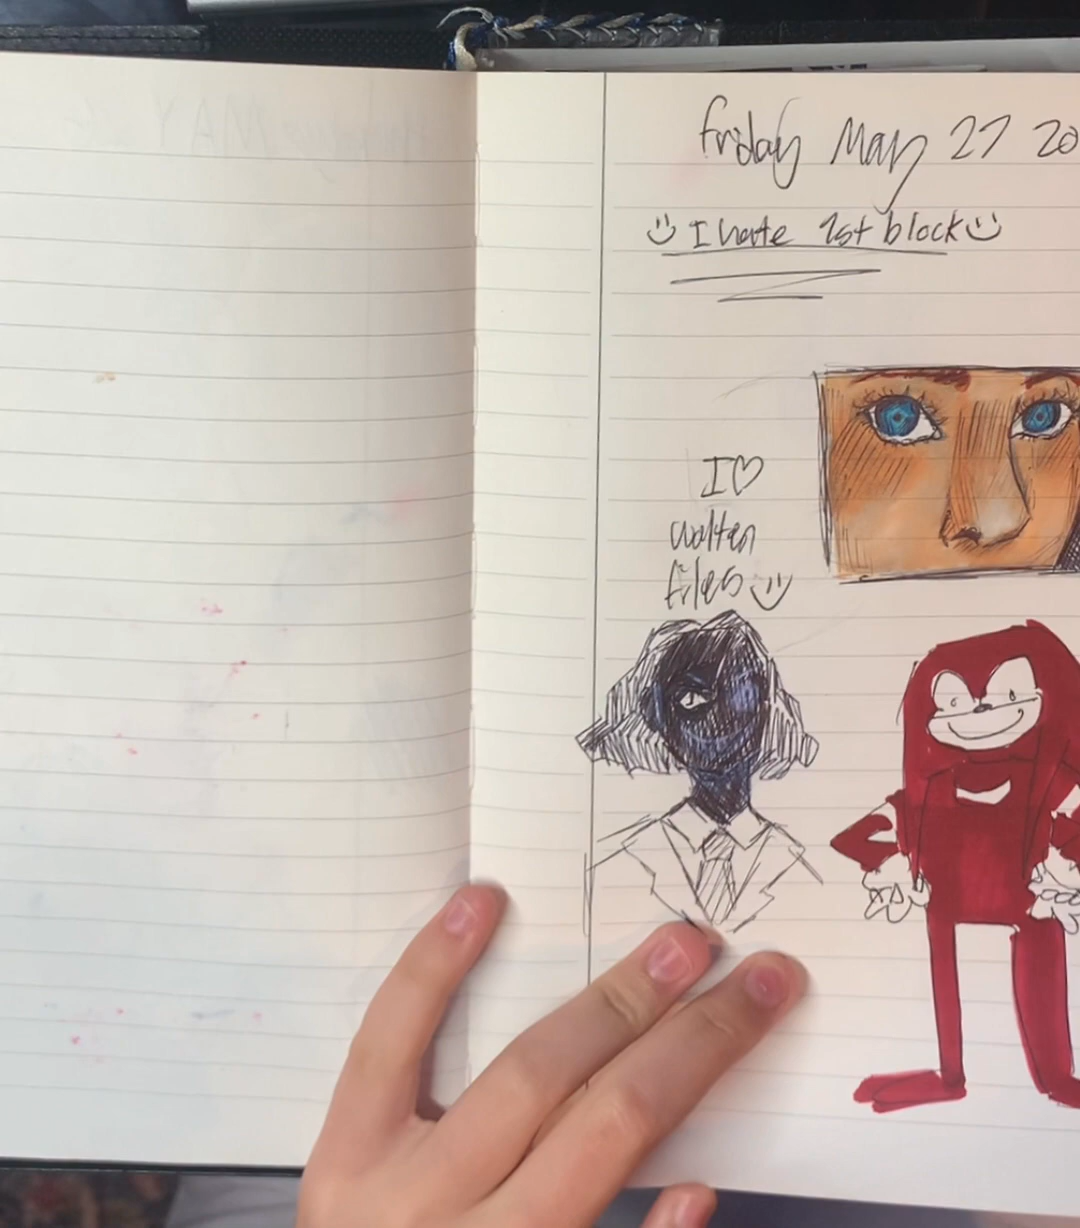 Friday May 27 20
I hate 1st block
I ♡
walten
files